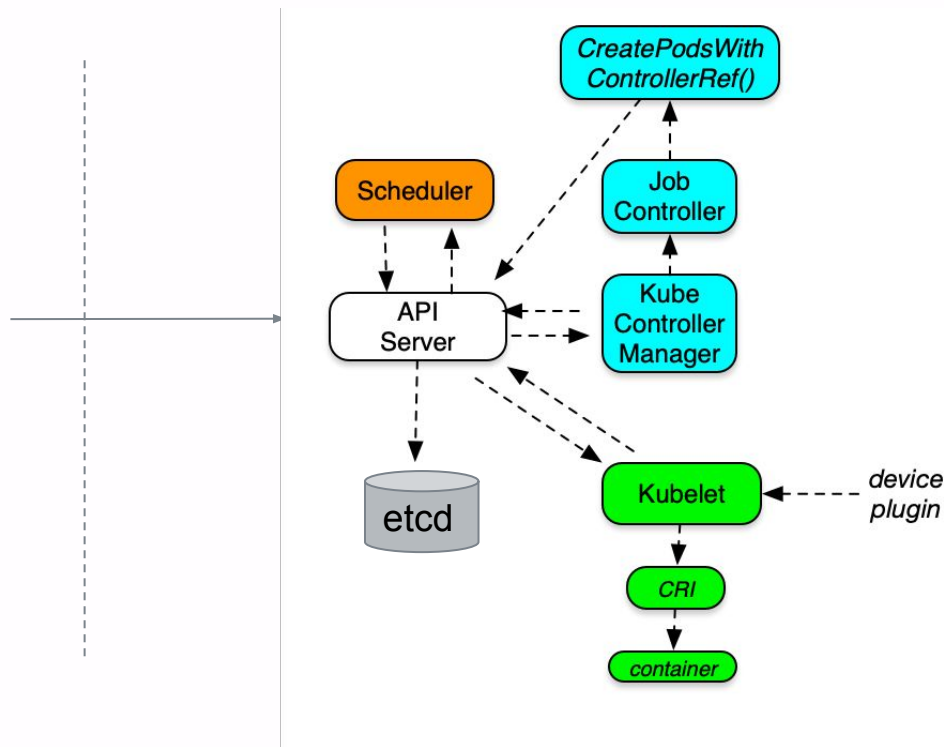 CreatePodsWith
ControllerRef()
Scheduler
Job
Controller
API
Server
Kube
Controller
Manager
etcd
Kubelet
device
plugin
CRI
container